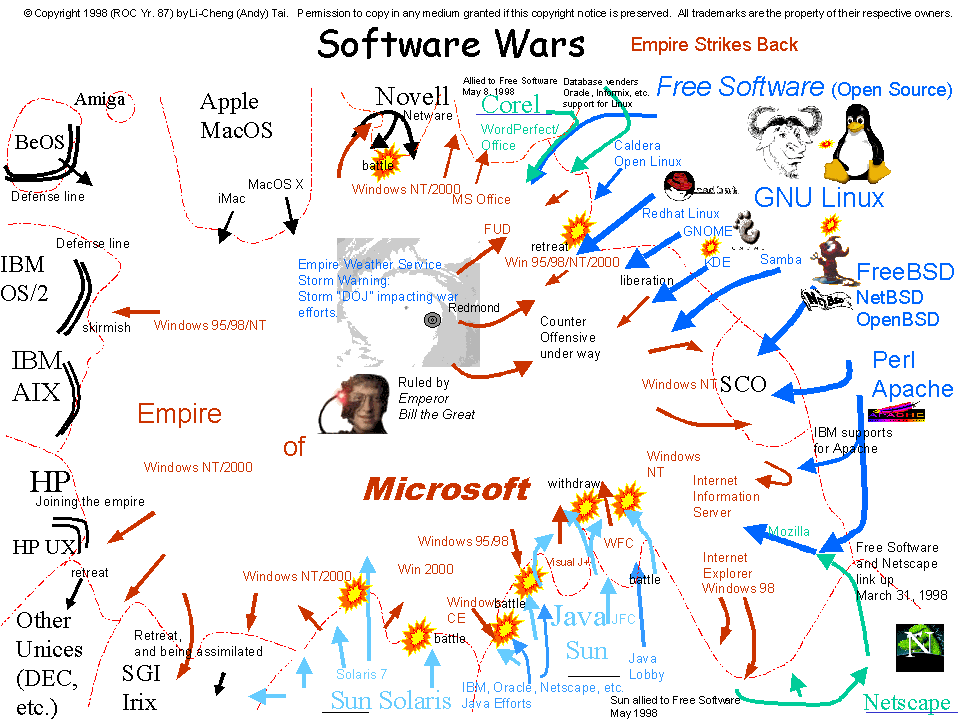 © Copyright 1998 (ROC Yr. 87) by Li-Cheng (Andy) Tai. Permission to copy in any medium granted if this copyright notice is preserved. All trademarks are the property of their respective owners.
Software Wars
Empire Strikes Back
Amiga
BeOS
Defense line
Apple
MacOS
MacOS X
iMac
Novell
Netware
battle
Windows NT/2000
Allied to Free Software
May 8, 1998
Corel
WordPerfect/
Office
MS Office
Database venders
Oracle, Informix, etc.
support for Linux
Free Software (Open Source)
Caldera
Open Linux
GNU Linux
Redhat Linux
GNOME
KDE
Samba
FreeBSD
NetBSD
OpenBSD
FUD
retreat
Win 95/98/NT/2000
liberation
Defense line
IBM
OS/2
skirmish
Windows 95/98/NT
Empire Weather Service
Storm Warning:
Storm "DOJ" impacting war
efforts.
Redmond
Counter
Offensive
under way
IBM
AIX
Ruled by
Emperor
Bill the Great
Windows NT
SCO
Perl
Apache
IBM supports
for Apache
Empire
of
Microsoft
Windows NT/2000
HP
Joining the empire
HP UX
retreat
withdraw
Windows
NT
Internet
Information
Server
Mozilla
Windows 95/98
Visual J++
WFC
Internet
Explorer
Windows 98
Free Software
and Netscape
link up
March 31, 1998
Windows NT/2000
Win 2000
Windows
CE
battle
battle
battle
Other
Unices
(DEC,
etc.)
Retreat,
and being assimilated
SGI
Irix
Solaris 7
Sun Solaris
Java
JFC
Sun
IBM, Oracle, Netscape, etc.
Java Efforts
Java
Lobby
Sun allied to Free Software
May 1998
N
Netscape